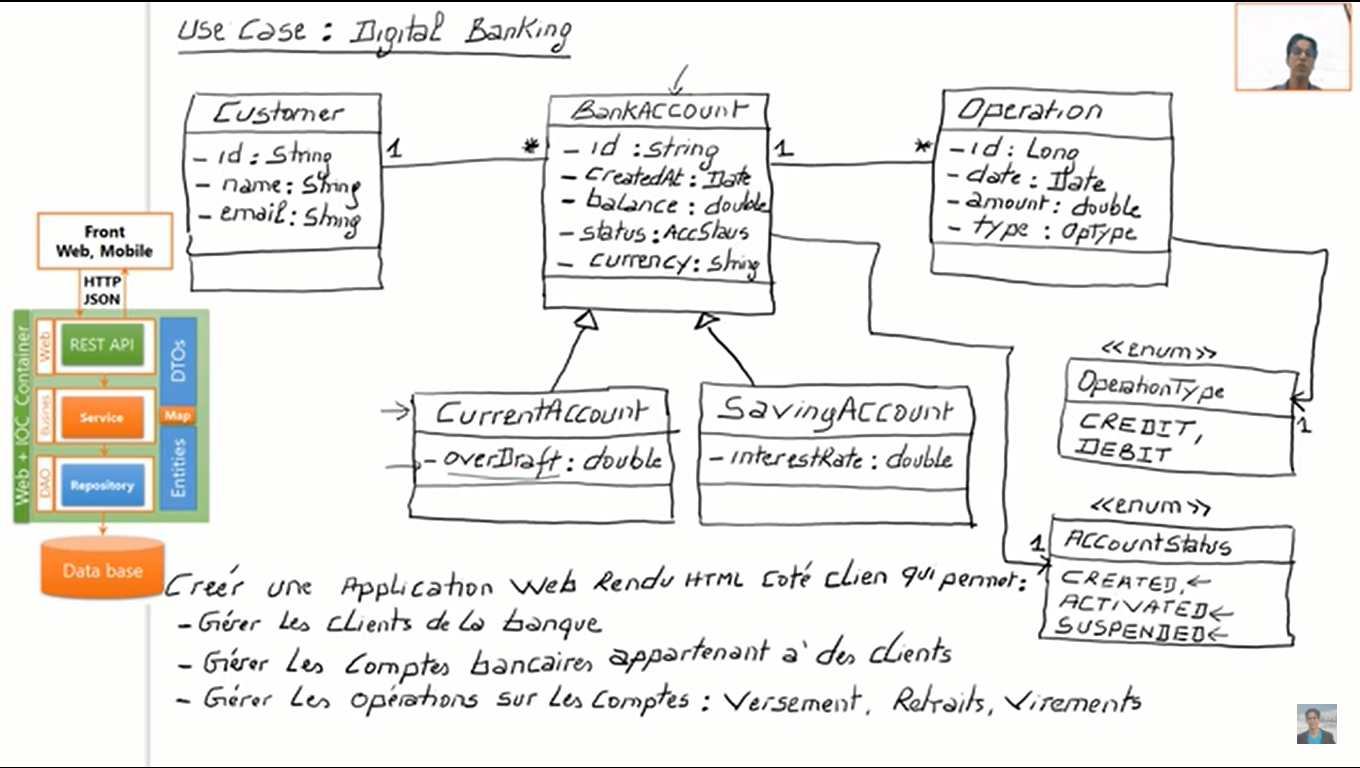 Use Case : Digital Banking
Customer
- id : String
- name : String
- email : String
1
*
BankAccount
- id : String
- createdAt : Date
- balance : double
- status : AccStaus
- currency : String
1
*
Operation
- id : Long
- date : Date
- amount : double
- type : OpType
CurrentAccount
- overDraft : double
SavingAccount
- interestRate : double
<<enum>>
OperationType
CREDIT,
DEBIT
1
<<enum>>
AccountStatus
CREATED,
ACTIVATED
SUSPENDED
1
Front
Web, Mobile
HTTP
JSON
Web + IOC Container
Web
REST API
DTOs
Busines
Service
Map
DAO
Repository
Entities
Data base
Creér une Application Web Rendu HTML Coté clien qui permet :
- Gérer Les clients de La banque
- Gérer Les Comptes bancaires appartenant à des clients
- Gérer Les opérations sur Les Comptes : Versement, Retraits, Virements